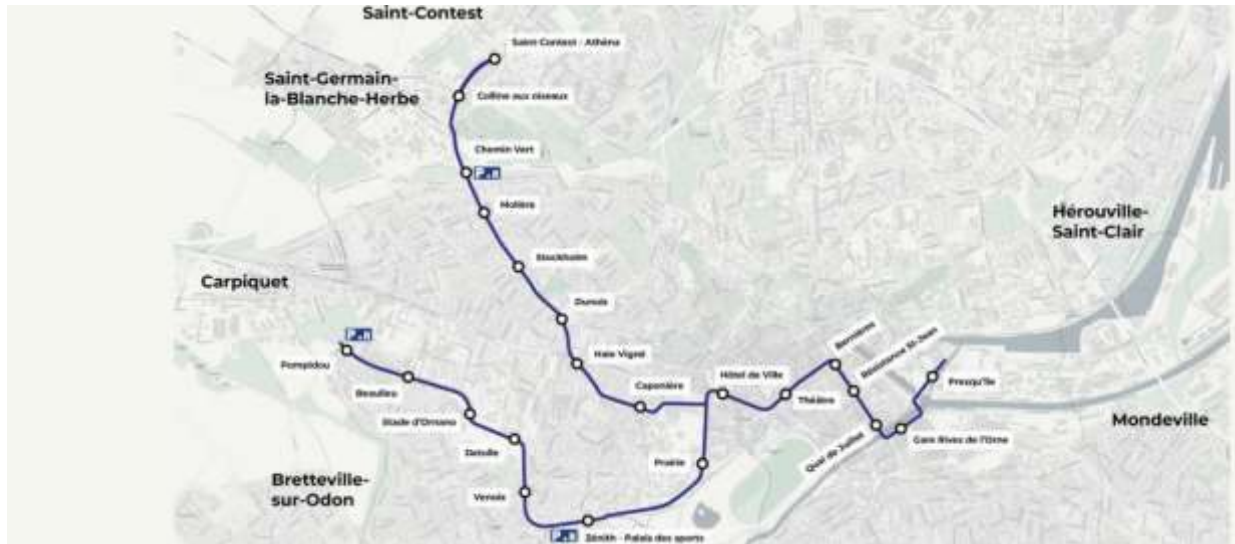 Saint-Contest
Saint Contest - Athéna
Saint-Germain-
la-Blanche-Herbe
Colline aux oiseaux
Chemin Vert
P+R
Molière
Hérouville-
Saint-Clair
Stockholm
Carpiquet
Dunois
P+R
Pompidou
Haie Vigné
Bernières
Résistance St-Jean
Beaulieu
Caponière
Hôtel de Ville
Théâtre
Presqu'île
Stade d'Ornano
Mondeville
Quai de Juillet
Gare Rives de l'Orne
Prairie
Bretteville-
sur-Odon
Venoix
P+R
Zénith - Palais des sports